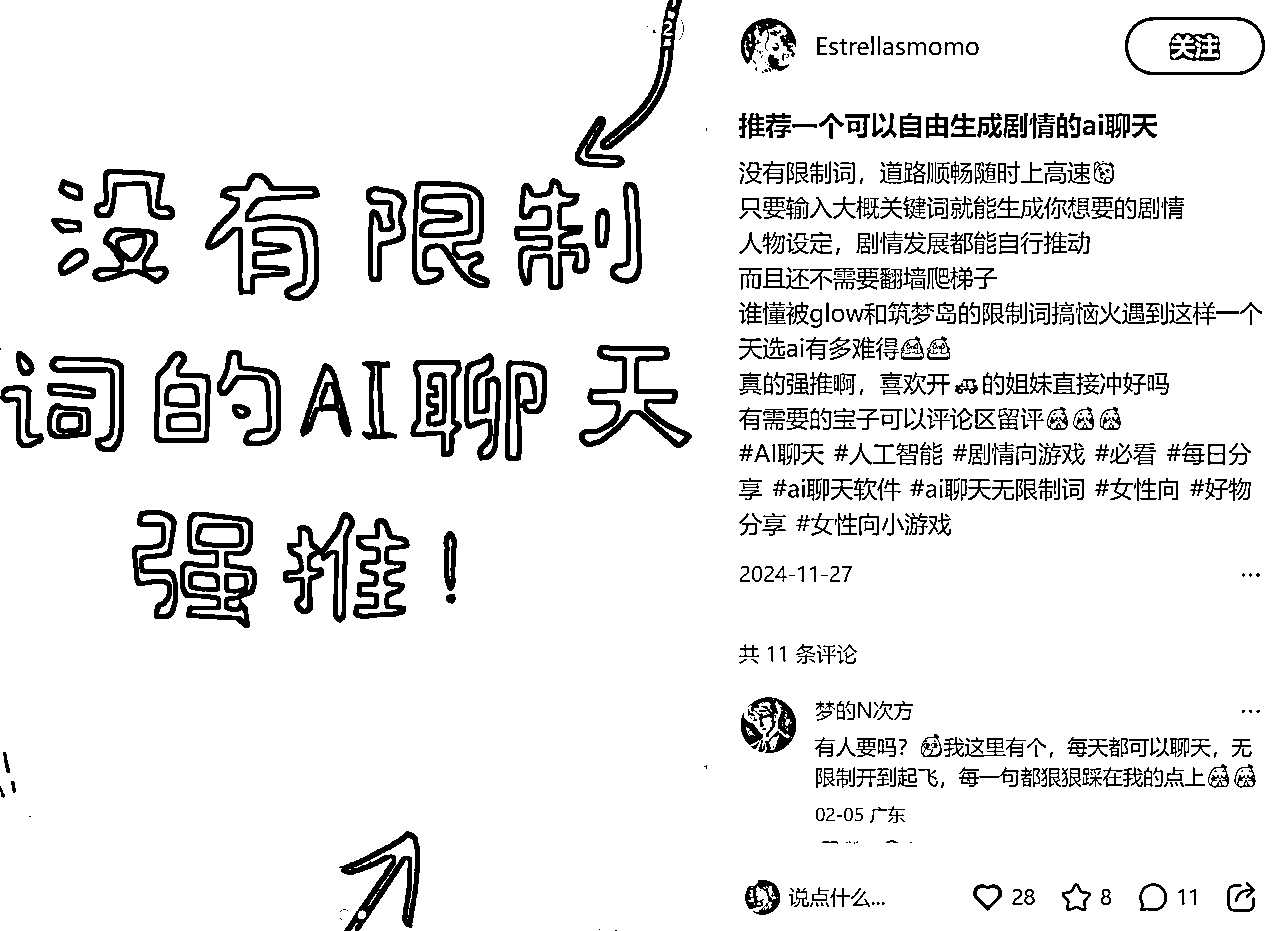 没有限制
词的AI聊天
强推！
Estrellasmomo
关注
推荐一个可以自由生成剧情的ai聊天
没有限制词，道路顺畅随时上高速
只要输入大概关键词就能生成你想要的剧情
人物设定，剧情发展都能自行推动
而且还不需要翻墙爬梯子
谁懂被glow和筑梦岛的限制词搞恼火遇到这样一个
天选ai有多难得
真的强推啊，喜欢开🚗的姐妹直接冲好吗
有需要的宝子可以评论区留评
#AI聊天 #人工智能 #剧情向游戏 #必看 #每日分
享 #ai聊天软件 #ai聊天无限制词 #女性向 #好物
分享 #女性向小游戏
2024-11-27
共 11 条评论
梦的N次方
有人要吗？我这里有个，每天都可以聊天，无
限制开到起飞，每一句都狠狠踩在我的点上
02-05 广东
说点什么...
28
8
11